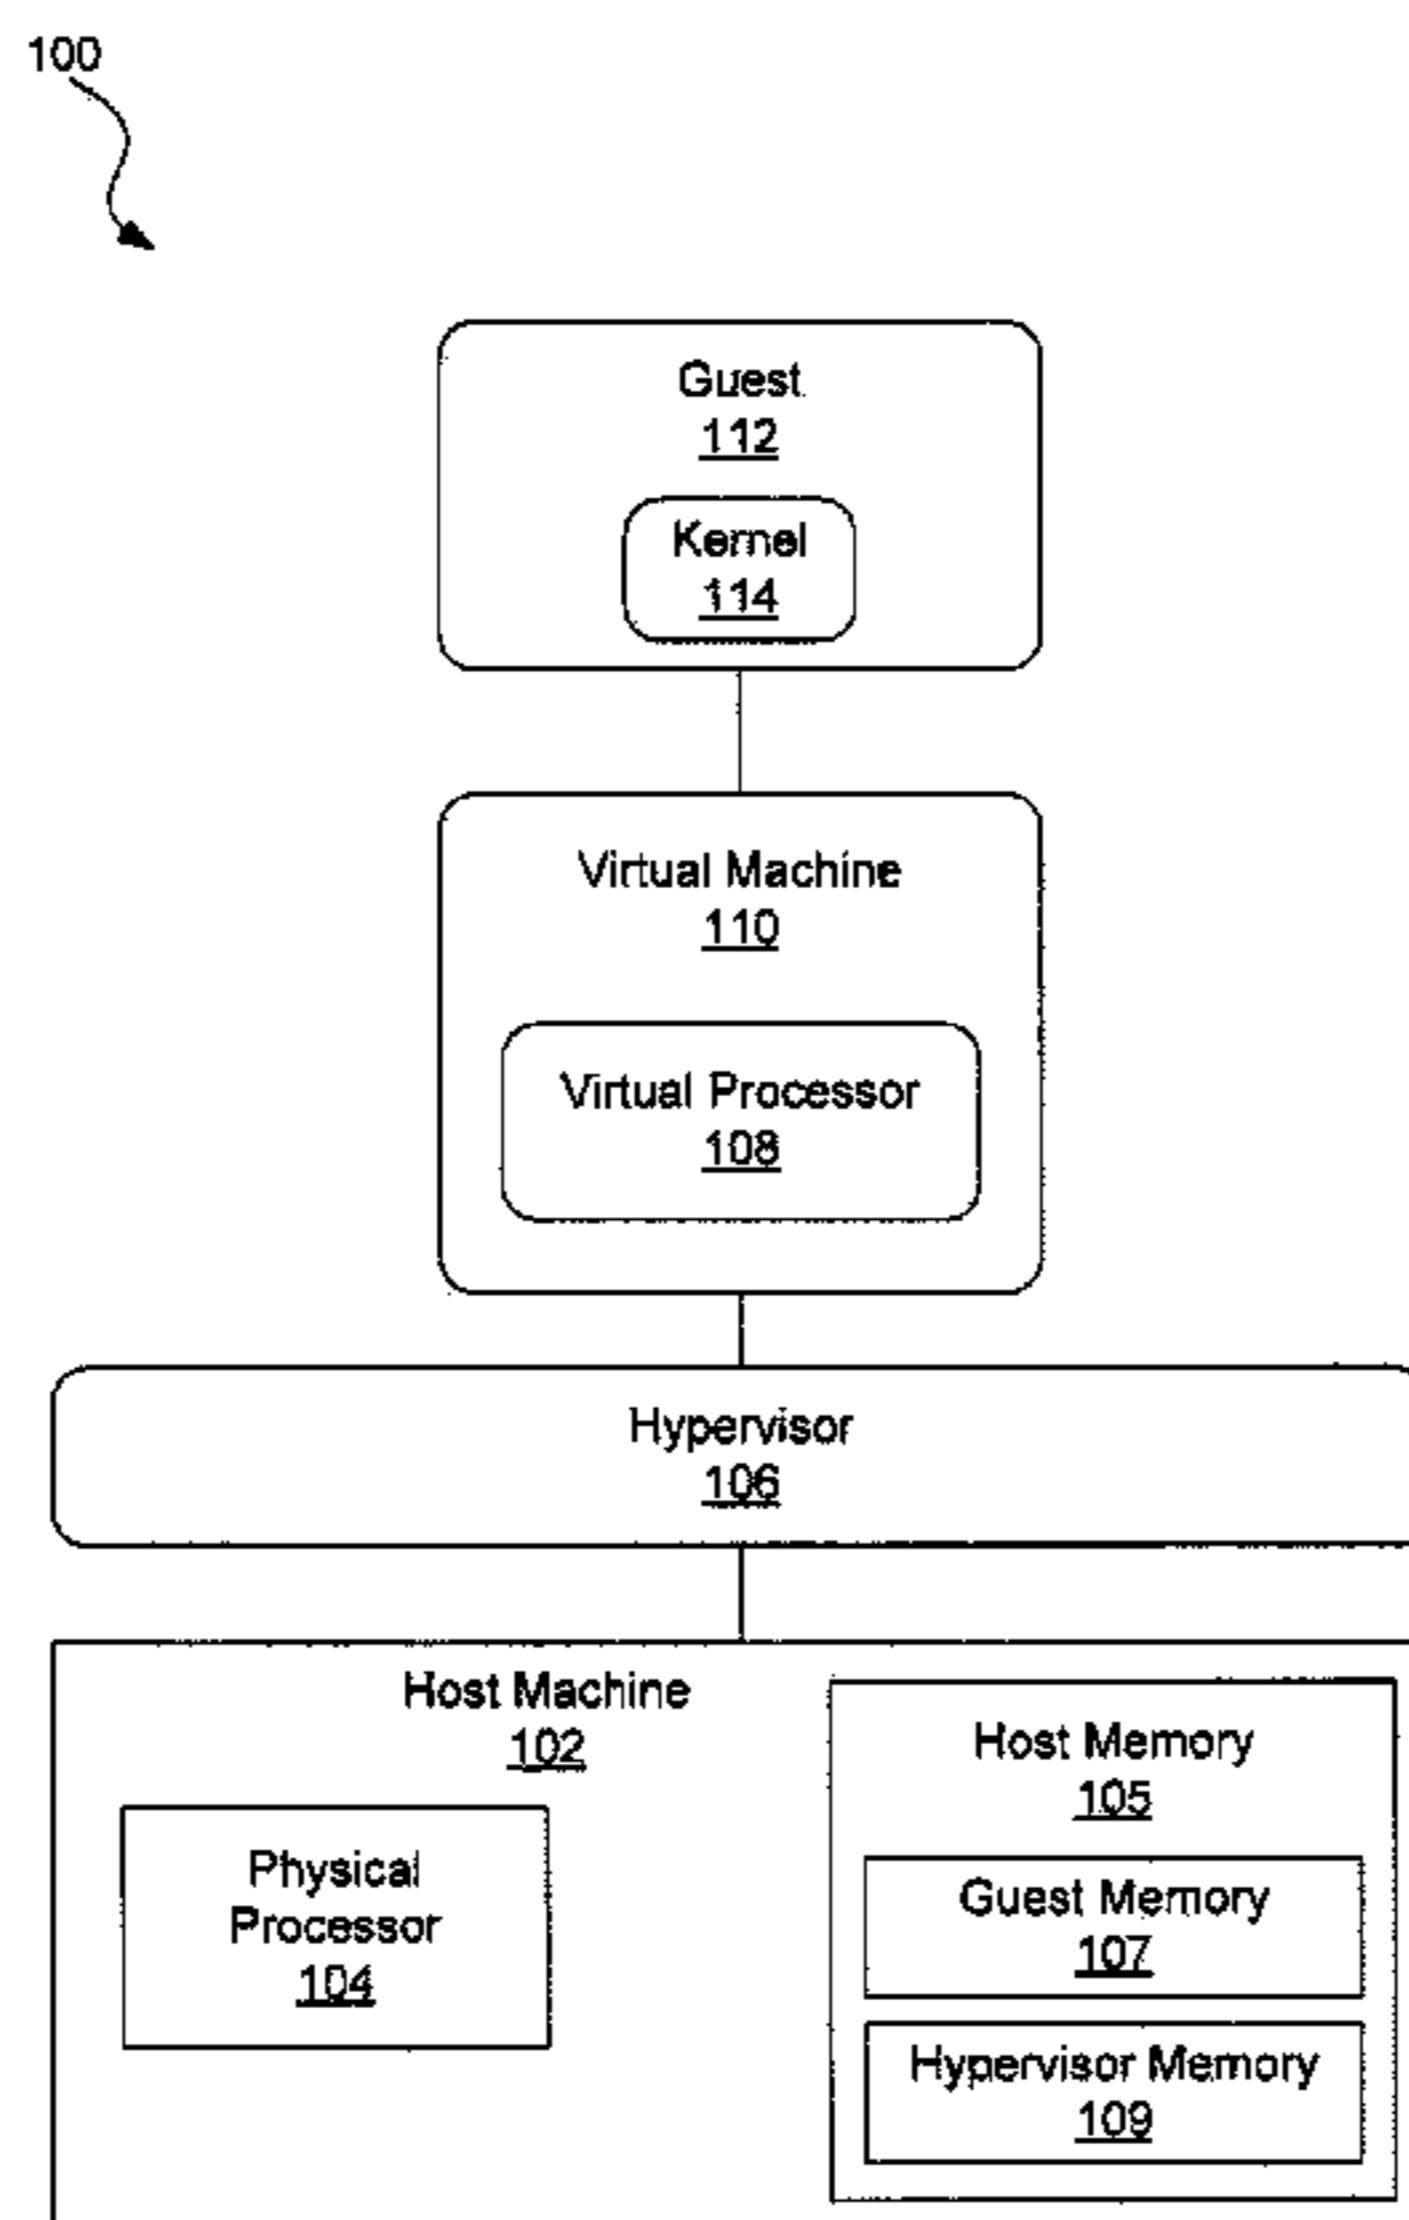 100
Guest
112
Kernel
114
Virtual Machine
110
Virtual Processor
108
Hypervisor
106
Host Machine
102
Physical
Processor
104
Host Memory
105
Guest Memory
107
Hypervisor Memory
109